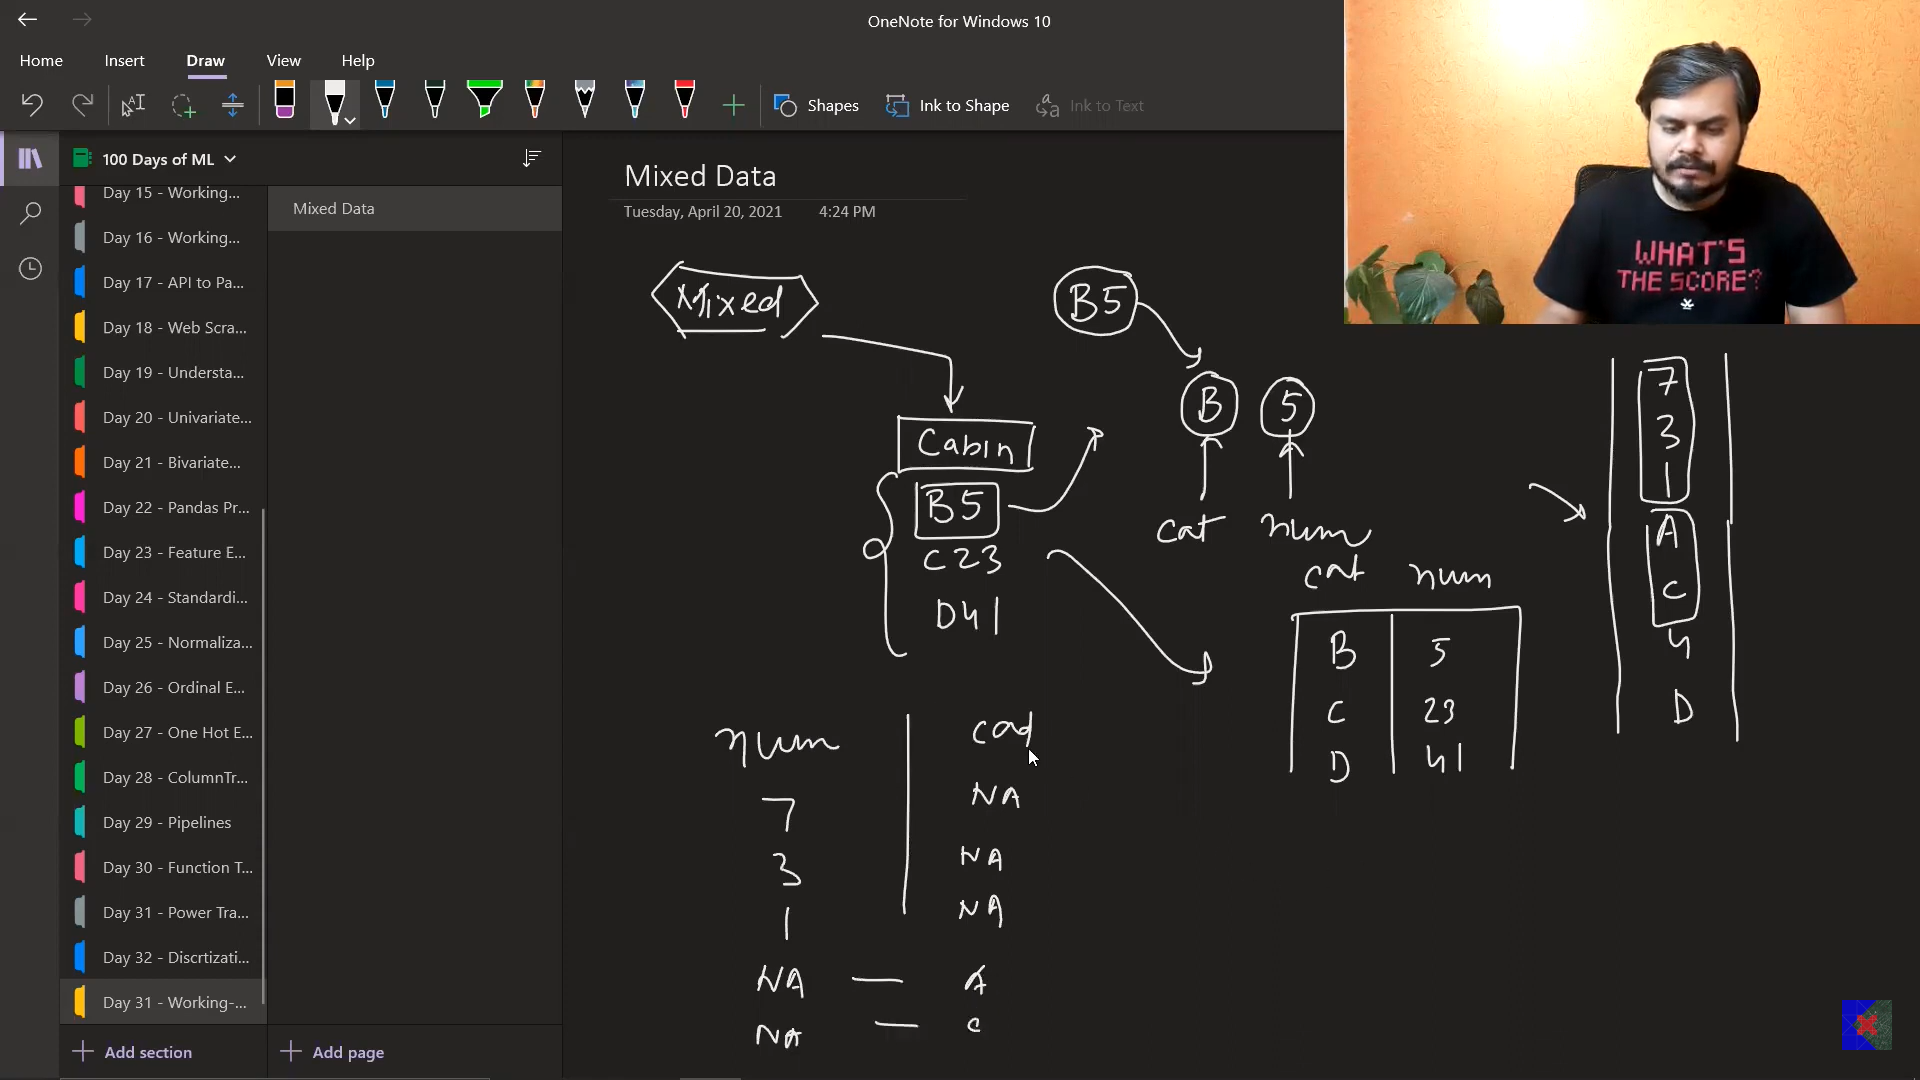 OneNote for Windows 10
Home Insert Draw View Help
Shapes Ink to Shape Ink to Text
100 Days of ML
Day 15 - Working...
Day 16 - Working...
Day 17 - API to Pa...
Day 18 - Web Scra...
Day 19 - Understa...
Day 20 - Univariate...
Day 21 - Bivariate...
Day 22 - Pandas Pr...
Day 23 - Feature E...
Day 24 - Standardi...
Day 25 - Normaliza...
Day 26 - Ordinal E...
Day 27 - One Hot E...
Day 28 - ColumnTr...
Day 29 - Pipelines
Day 30 - Function T...
Day 31 - Power Tra...
Day 32 - Discrtizati...
Day 31 - Working-...
Add section
Mixed Data
Add page
Mixed Data
Tuesday, April 20, 2021 4:24 PM
Mixed
Cabin
B5
C23
D41
B5
B 5
cat num
cat num
B 5
C 23
D 41
7
3
1
A
C
4
D
num cat
7 NA
3 NA
1 NA
NA — A
NA — C
WHAT'S
THE SCORE?